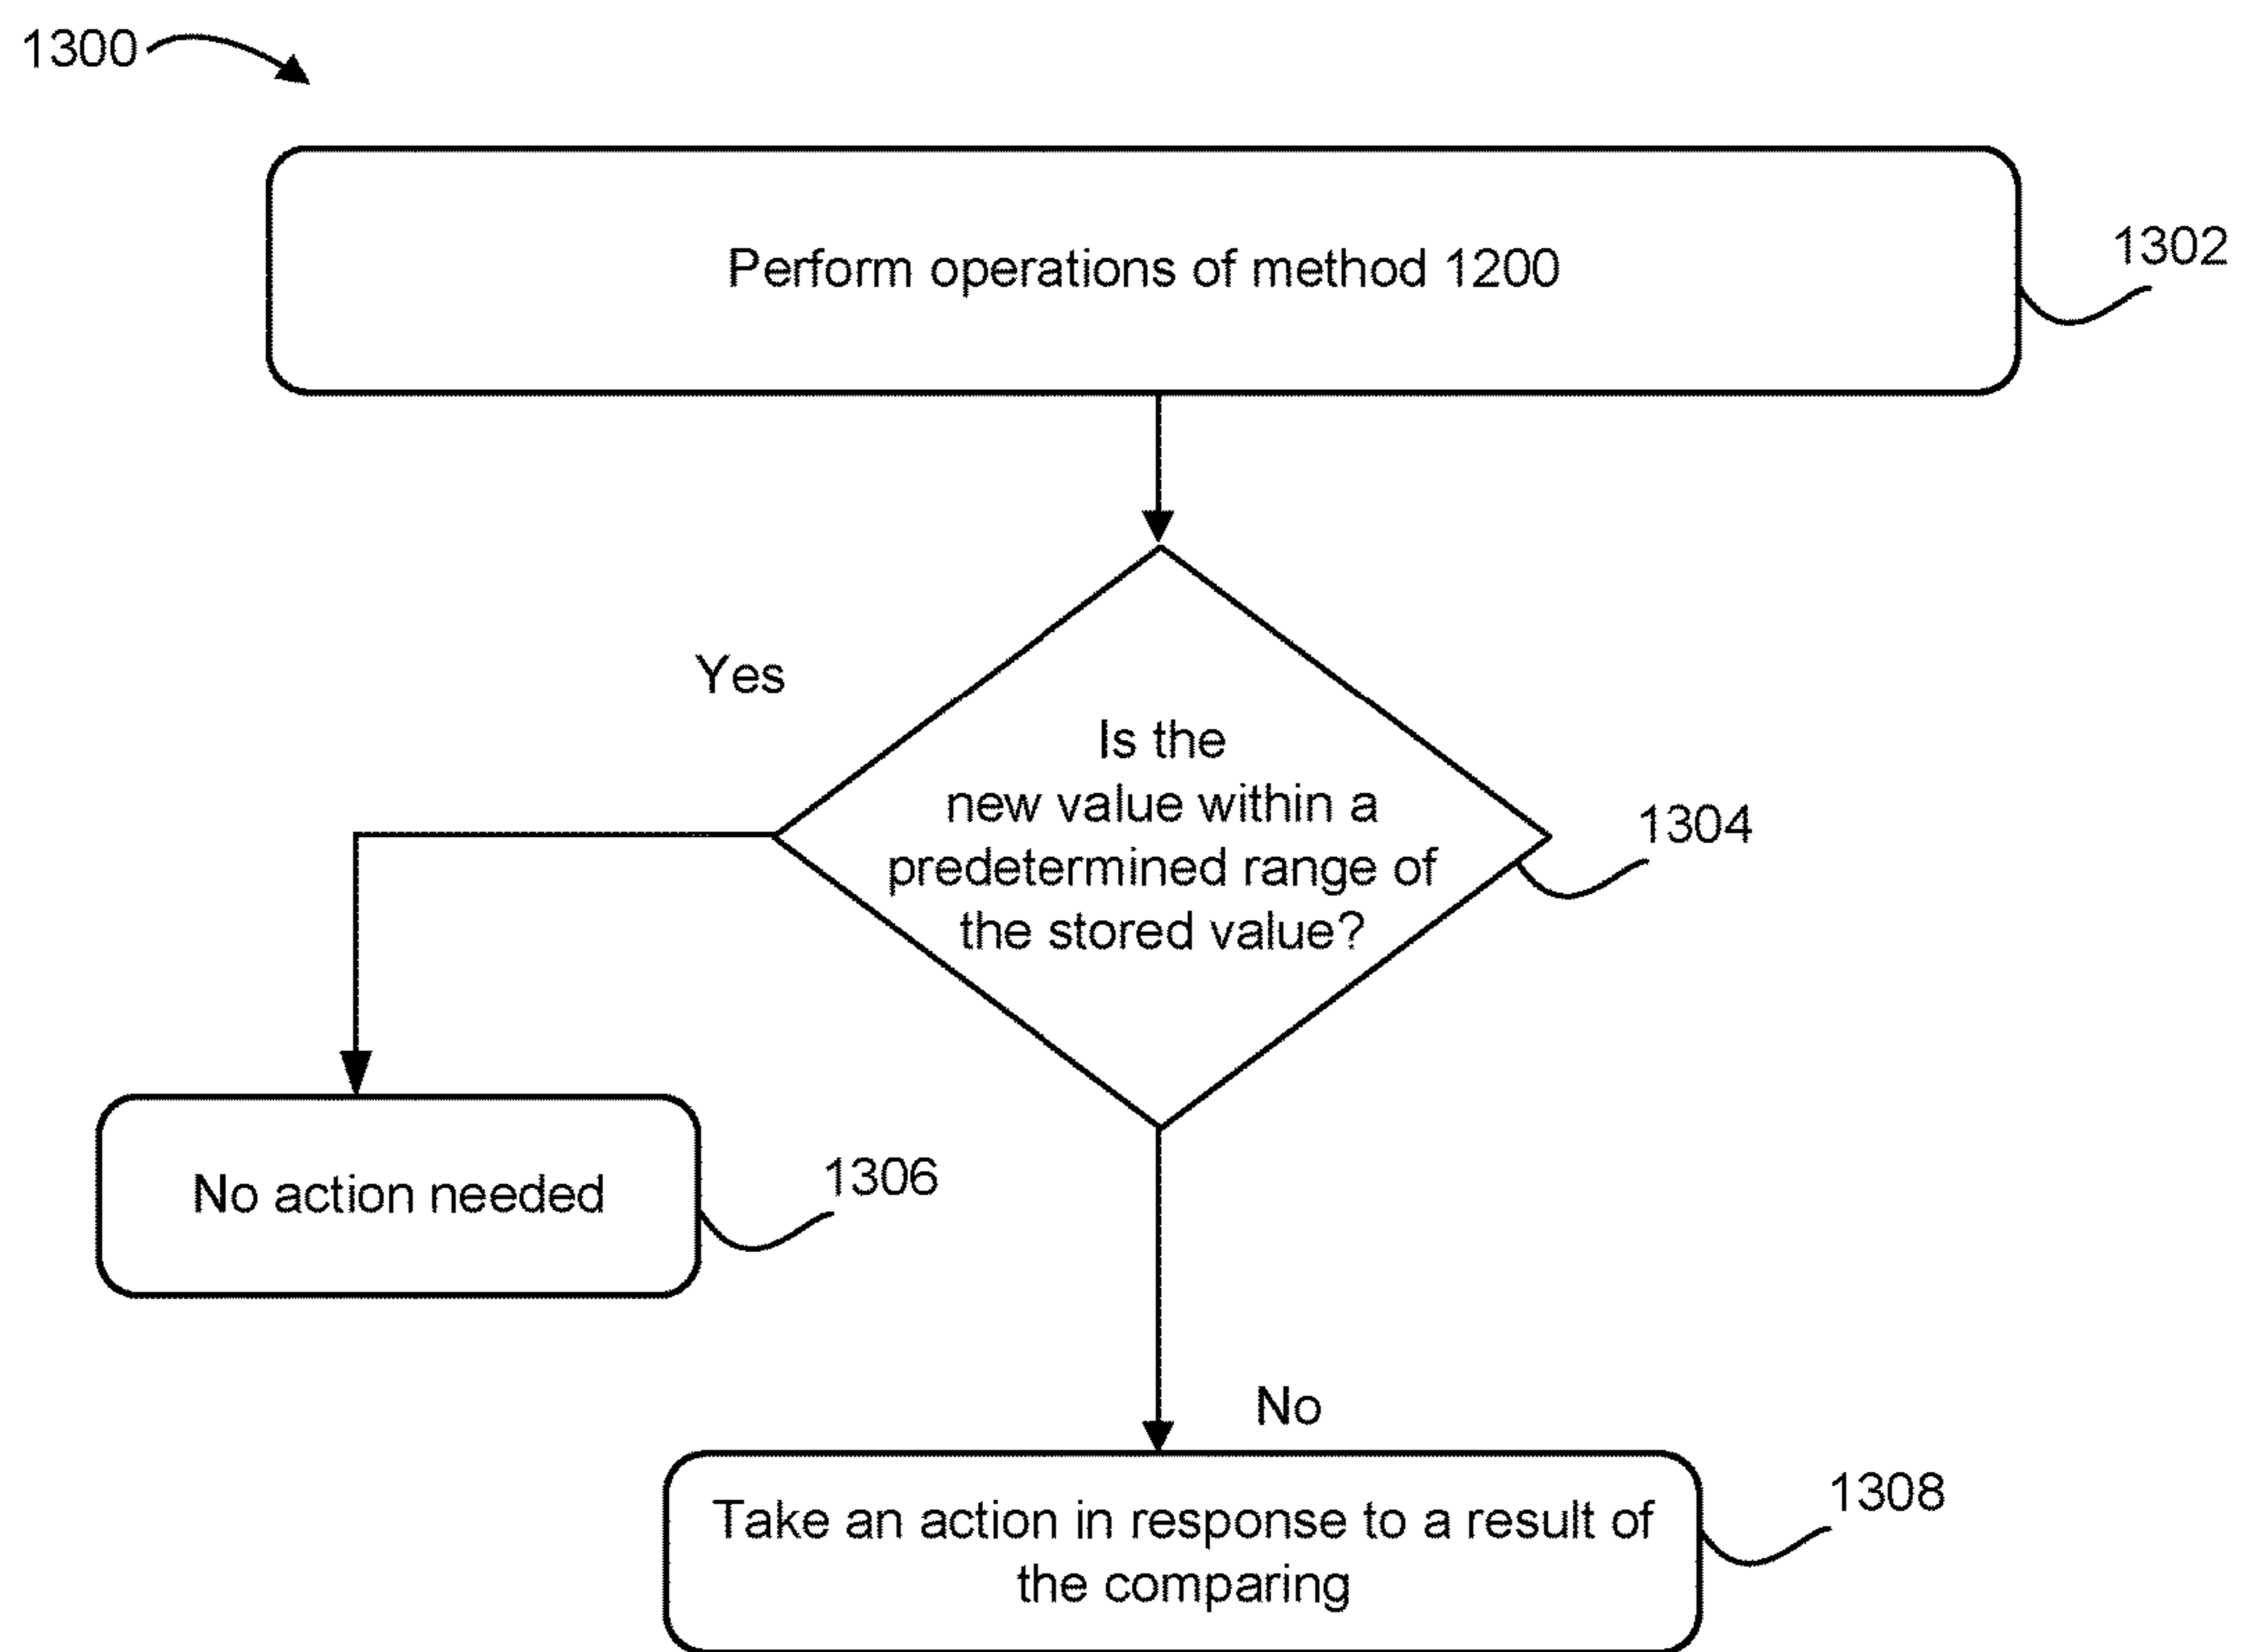 1300
Perform operations of method 1200
1302
Yes
Is the
new value within a
predetermined range of
the stored value?
1304
No action needed
1306
No
Take an action in response to a result of
the comparing
1308